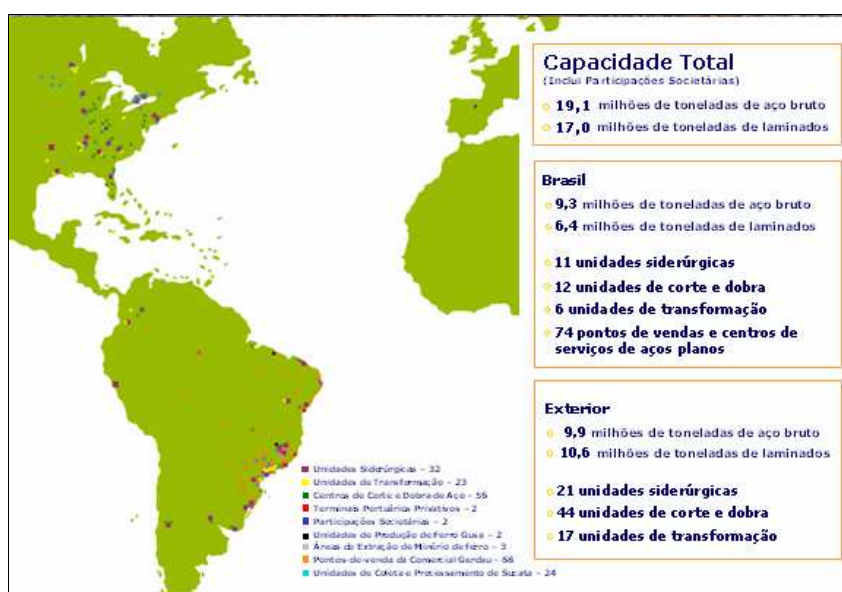 Capacidade Total
(Inclui Participações Societárias)
19,1 milhões de toneladas de aço bruto
17,0 milhões de toneladas de laminados
Brasil
9,3 milhões de toneladas de aço bruto
6,4 milhões de toneladas de laminados
11 unidades siderúrgicas
12 unidades de corte e dobra
6 unidades de transformação
74 pontos de vendas e centros de
serviços de aços planos
Exterior
9,9 milhões de toneladas de aço bruto
10,6 milhões de toneladas de laminados
21 unidades siderúrgicas
44 unidades de corte e dobra
17 unidades de transformação
Unidades Siderúrgicas – 32
Unidades de Transformação – 23
Centros de Corte e Dobra de Aço – 56
Terminais Portuários Privativos – 2
Participações Societárias – 2
Unidades de Produção de Ferro Gusa – 2
Áreas de Extração de Minério de ferro – 3
Pontos-de-venda da Comercial Gerdau – 68
Unidades de Coleta e Processamento de Sucata – 24